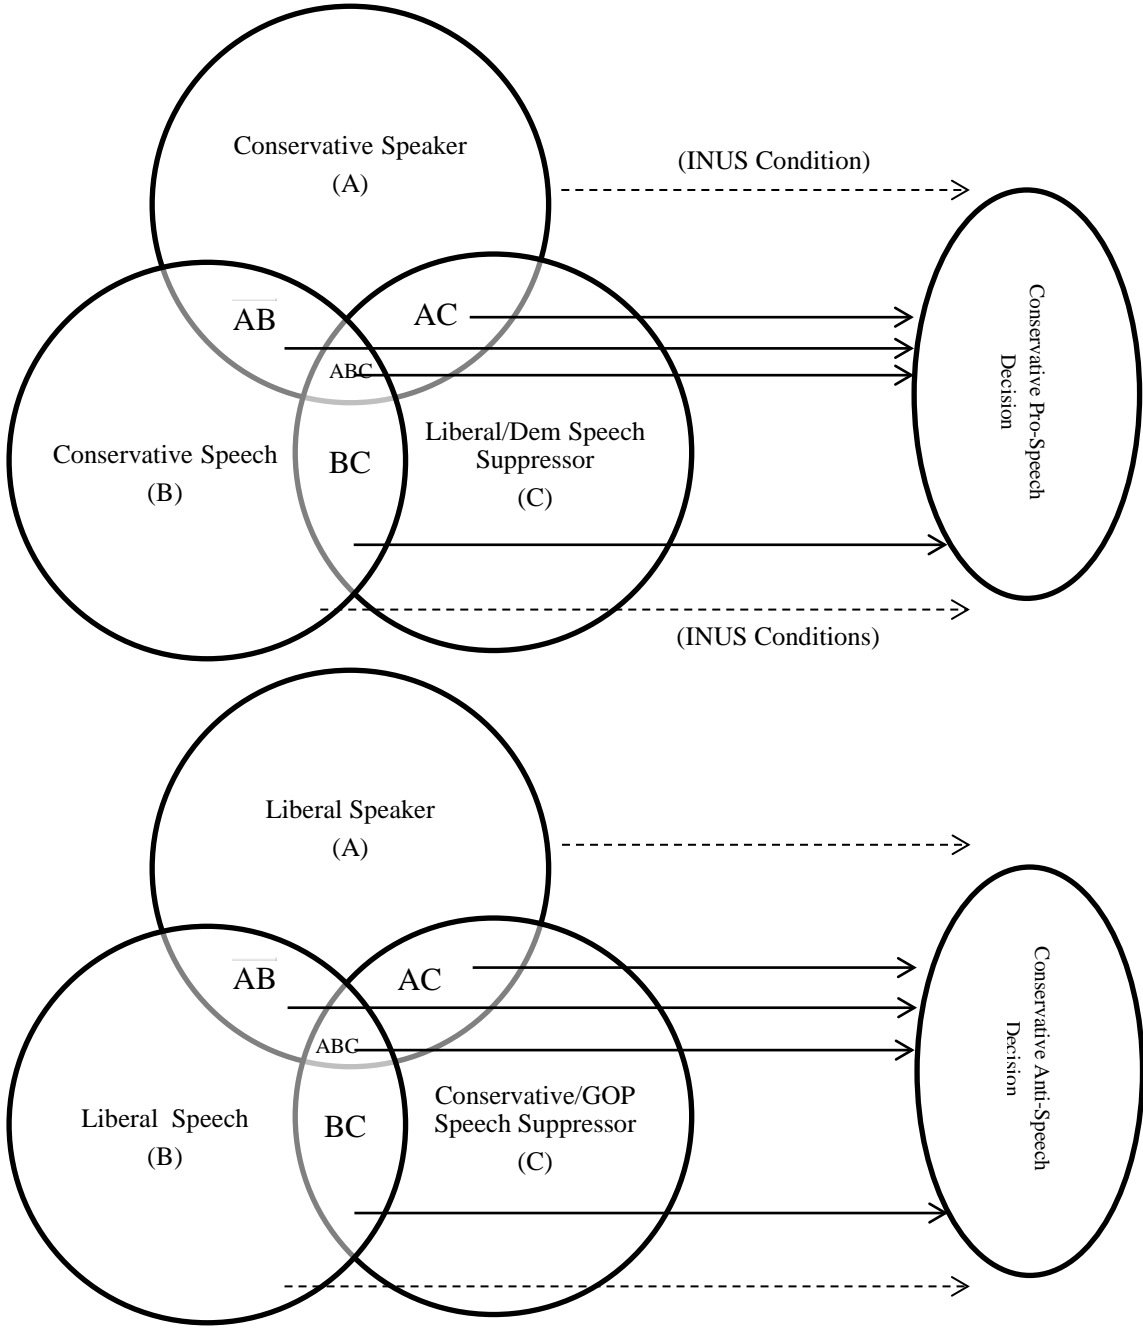 Conservative Speaker
(A)
(INUS Condition)
AB
AC
ABC
Conservative Speech
(B)
BC
Liberal/Dem Speech
Suppressor
(C)
Conservative Pro-Speech
Decision
(INUS Conditions)
Liberal Speaker
(A)
AB
AC
ABC
Liberal Speech
(B)
BC
Conservative/GOP
Speech Suppressor
(C)
Conservative Anti-Speech
Decision